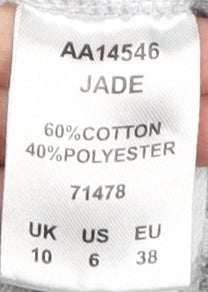 AA14546
JADE
60%COTTON
40%POLYESTER
71478
UK US EU
10 6 38